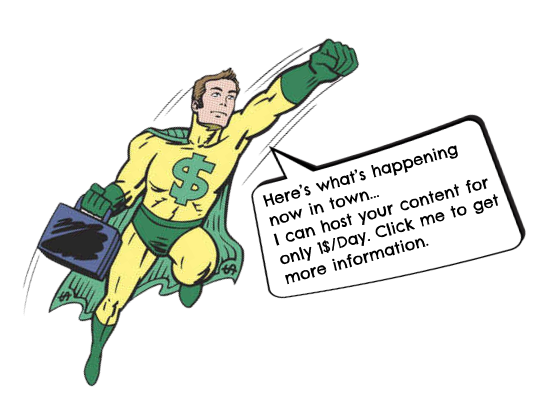 $
Here's what's happening
now in town...
I can host your content for
only 1$/Day. Click me to get
more information.
$
$